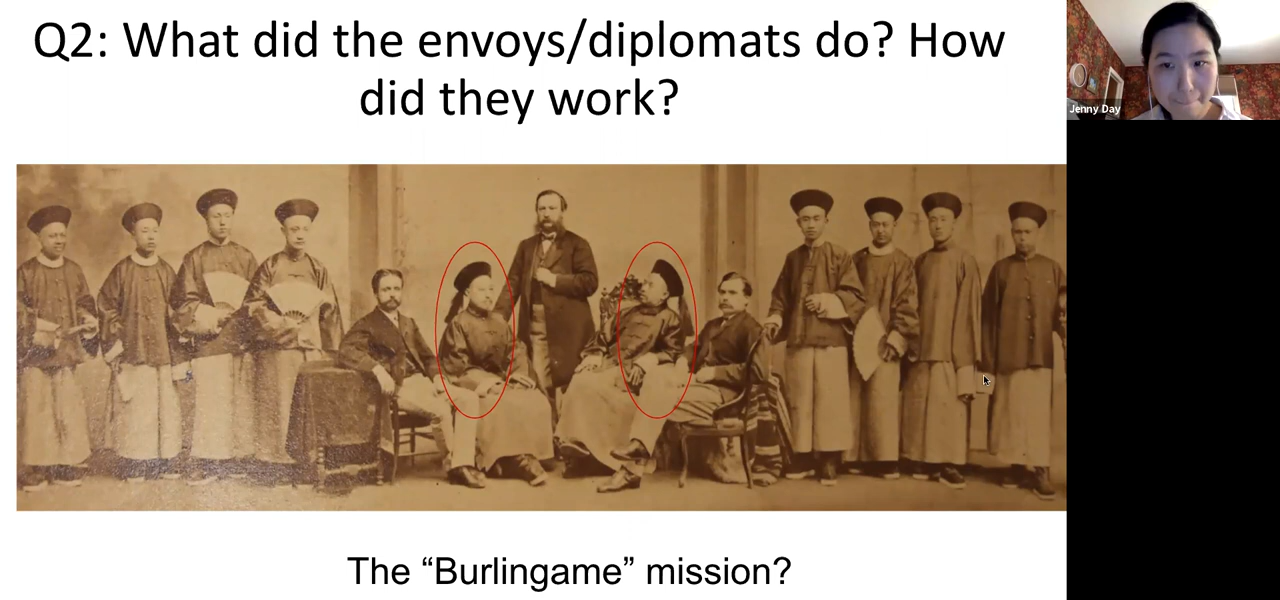 Q2: What did the envoys/diplomats do? How
did they work?
Jenny Day
The “Burlingame” mission?